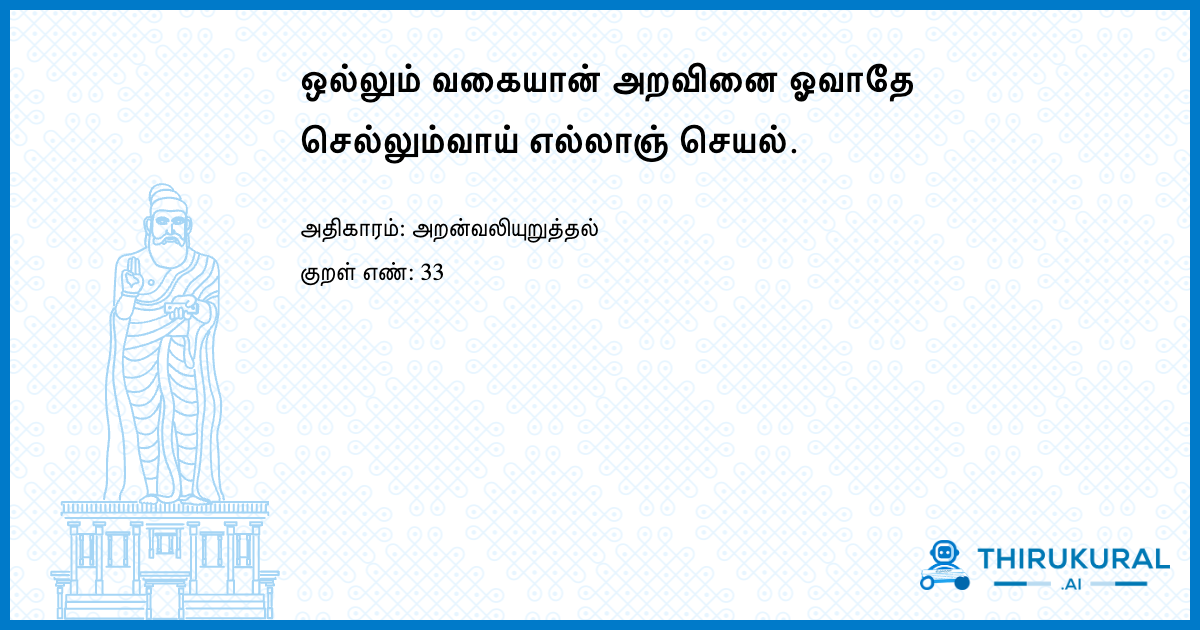 ஒல்லும் வகையான் அறவினை ஓவாதே
செல்லும்வாய் எல்லாஞ் செயல்.
அதிகாரம்: அறன்வலியுறுத்தல்
குறள் எண்: 33
THIRUKURAL
.AI